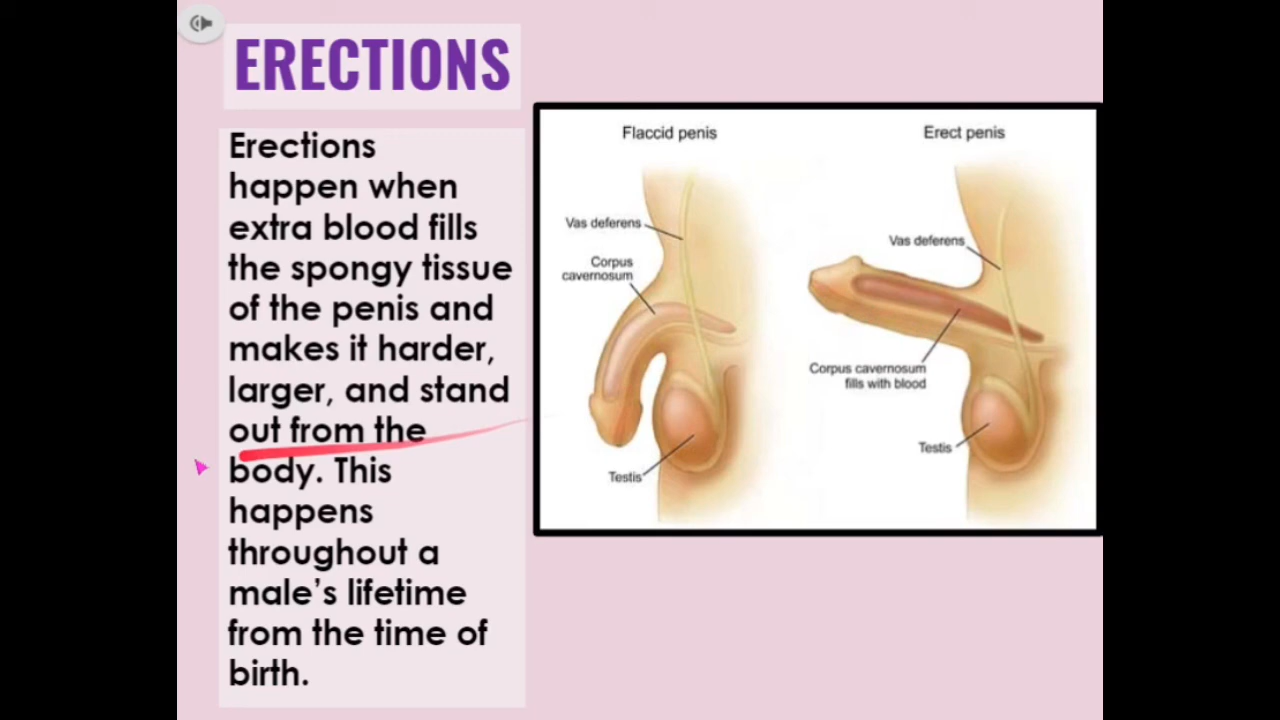 ERECTIONS
Erections
happen when
extra blood fills
the spongy tissue
of the penis and
makes it harder,
larger, and stand
out from the
body. This
happens
throughout a
male’s lifetime
from the time of
birth.
Flaccid penis
Vas deferens
Corpus
cavernosum
Testis
Erect penis
Vas deferens
Corpus cavernosum
fills with blood
Testis